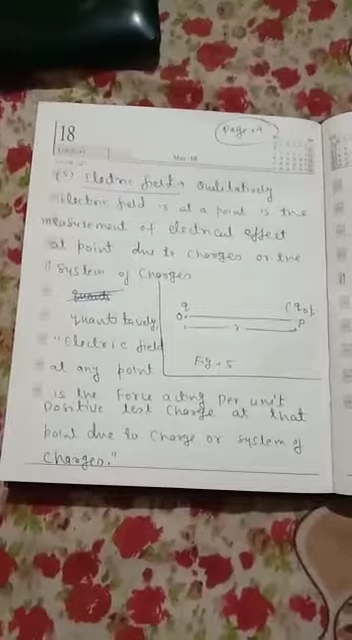 18
Page → 7
(5) Electric field → Qualitatively
electric field is at a point is the
measurement of electrical effect
at point due to charges or the
system of charges
quantitavely,
"Electric field
at any point
q (q₀)
O P
r
Fig → 5
is the Force acting per unit
Positive test charge at that
point due to charge or system of
charges."